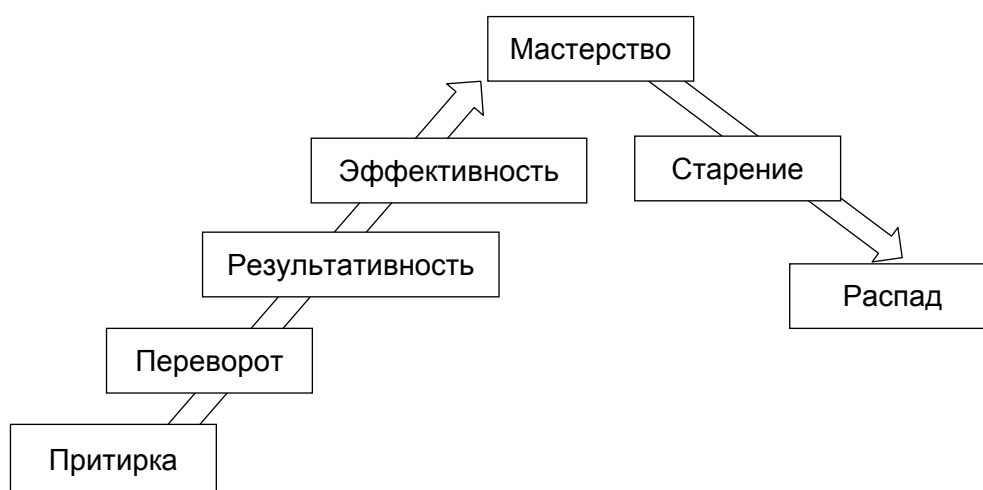 Мастерство
Эффективность
Старение
Результативность
Распад
Переворот
Притирка